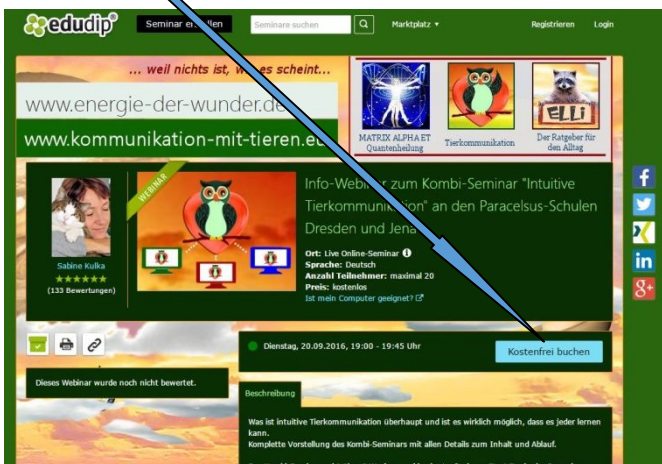 edudip®
Seminar erstellen
Seminare suchen
Marktplatz
Registrieren
Login
... weil nichts ist, wie es scheint...
www.energie-der-wunder.de
www.kommunikation-mit-tieren.eu
MATRIX ALPHA ET
Quantenheilung
Tierkommunikation
ELLi
Der Ratgeber für
den Alltag
WEBINAR
Sabine Kulka
(133 Bewertungen)
Info-Webinar zum Kombi-Seminar "Intuitive
Tierkommunikation" an den Paracelsus-Schulen
Dresden und Jena
Ort: Live Online-Seminar
Sprache: Deutsch
Anzahl Teilnehmer: maximal 20
Preis: kostenlos
Ist mein Computer geeignet?
Dienstag, 20.09.2016, 19:00 - 19:45 Uhr
Kostenfrei buchen
Dieses Webinar wurde noch nicht bewertet.
Beschreibung
Was ist intuitive Tierkommunikation überhaupt und ist es wirklich möglich, dass es jeder lernen
kann.
Komplette Vorstellung des Kombi-Seminars mit allen Details zum Inhalt und Ablauf.